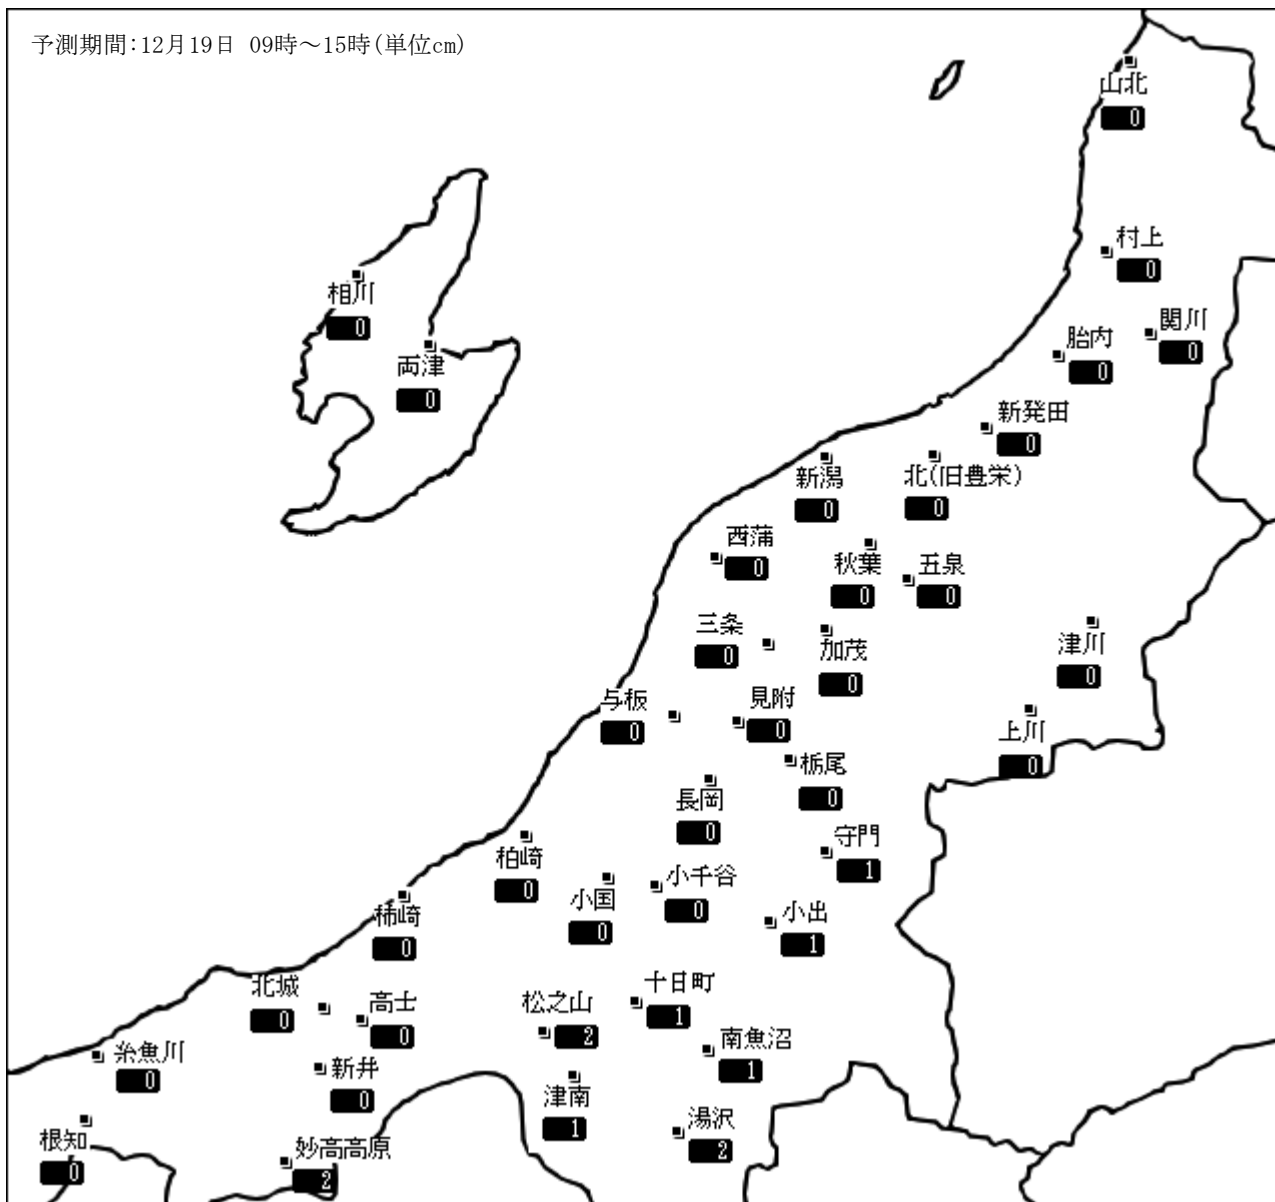 予測期間:12月19日 09時～15時(単位cm)
山北
0
村上
0
相川
0
関川
0
胎内
0
両津
0
新発田
0
新潟
0
北(旧豊栄)
0
西蒲
0
秋葉
0
五泉
0
三条
0
加茂
0
津川
0
与板
0
見附
0
上川
0
栃尾
0
長岡
0
守門
1
柏崎
0
小千谷
0
小国
0
小出
1
柿崎
0
北城
0
高士
0
松之山
2
十日町
1
南魚沼
1
糸魚川
0
新井
0
津南
1
湯沢
2
根知
0
妙高高原
2